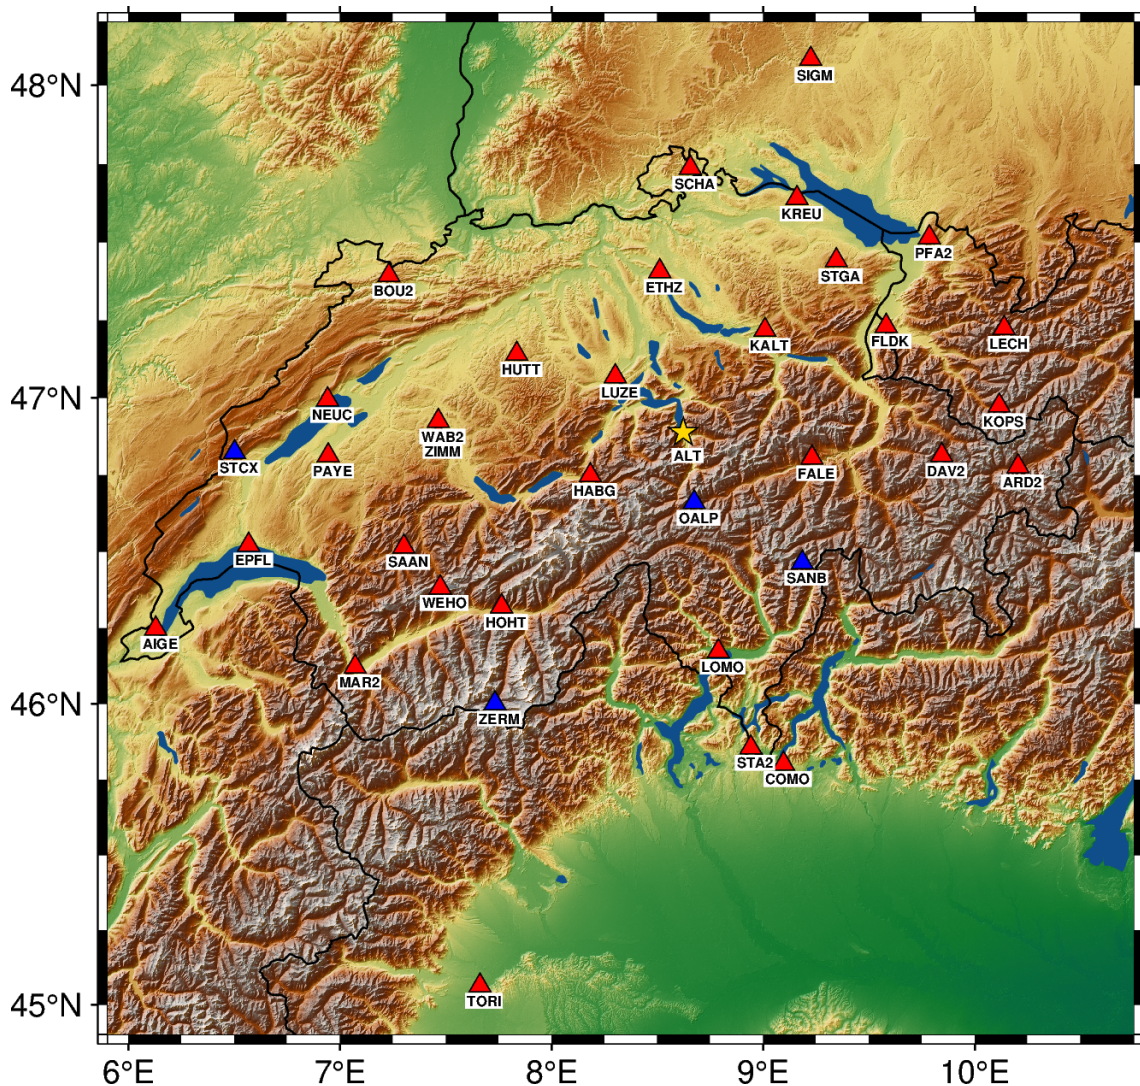 SIGM
48°N
SCHA
KREU
PFA2
STGA
BOU2
ETHZ
FLDK
KALT
LECH
HUTT
LUZE
47°N
NEUC
KOPS
WAB2
ZIMM
ALT
STCX
PAYE
FALE
DAV2
ARD2
HABG
OALP
EPFL
SAAN
SANB
WEHO
HOHT
AIGE
LOMO
MAR2
46°N
ZERM
STA2
COMO
TORI
45°N
6°E
7°E
8°E
9°E
10°E